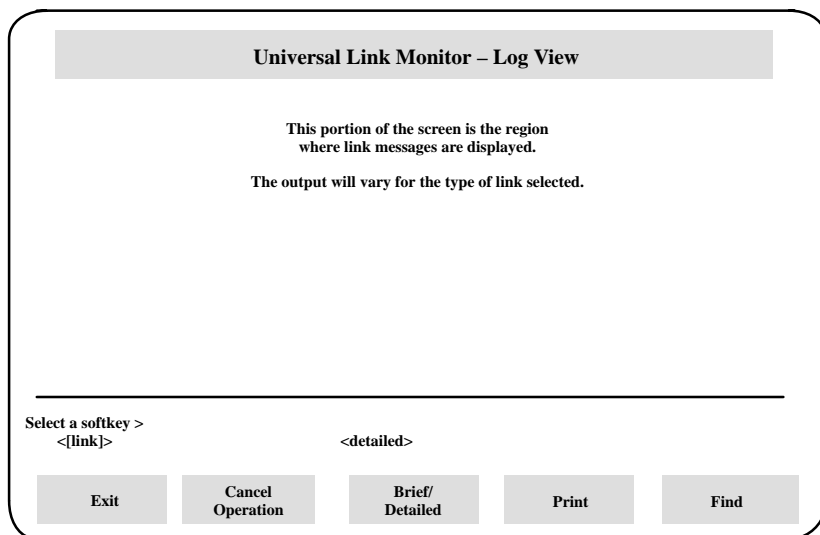 Universal Link Monitor – Log View
This portion of the screen is the region
where link messages are displayed.
The output will vary for the type of link selected.
Select a softkey >
<[link]> <detailed>
Exit
Cancel
Operation
Brief/
Detailed
Print
Find